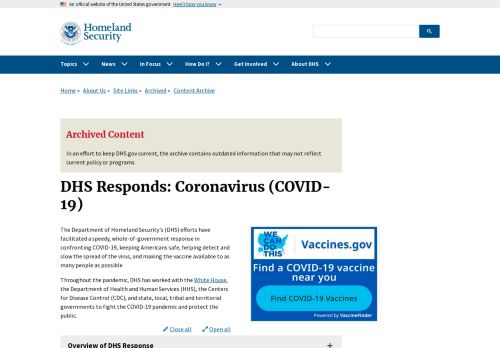 An official website of the United States government Here's how you know
Homeland
Security
Topics News In Focus How Do I? Get Involved About DHS
Home About Us Site Links Archived Content Archive
Archived Content
In an effort to keep DHS.gov current, the archive contains outdated information that may not reflect
current policy or programs.
DHS Responds: Coronavirus (COVID-
19)
The Department of Homeland Security's (DHS) efforts have
facilitated a speedy, whole-of-government response in
confronting COVID-19, keeping Americans safe, helping detect and
slow the spread of the virus, and making the vaccine available to as
many people as possible.
Throughout the pandemic, DHS has worked with the White House,
the Department of Health and Human Services (HHS), the Centers
for Disease Control (CDC), and state, local, tribal and territorial
governments to fight the COVID-19 pandemic and protect the
public.
WE
CAN DO
THIS
Vaccines.gov
Find a COVID-19 vaccine
near you
Find COVID-19 Vaccines
Powered by VaccineFinder
Close all Open all
Overview of DHS Response